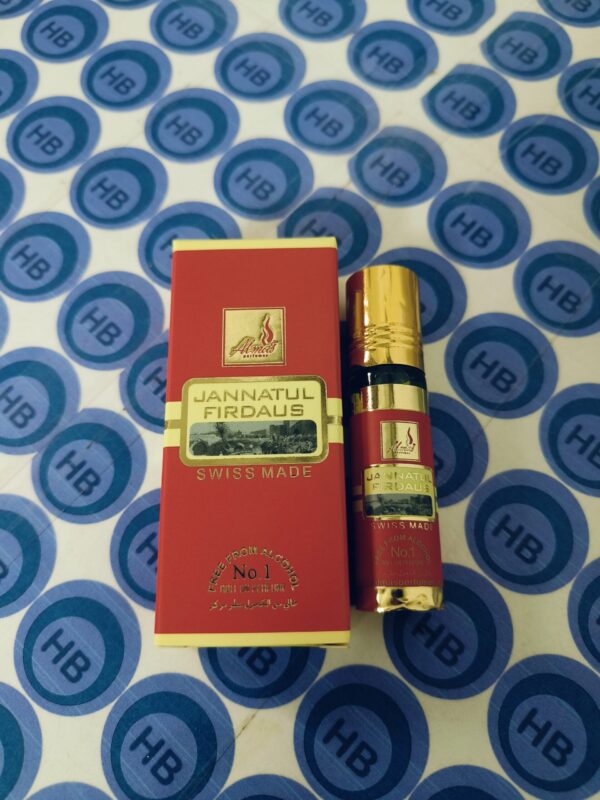 Almas
perfumes
JANNATUL
FIRDAUS
SWISS MADE
FREE FROM ALCOHOL
No.1
Almas
JANNATUL
FIRDAUS
SWISS MADE
FREE FROM ALCOHOL
No.1
HB